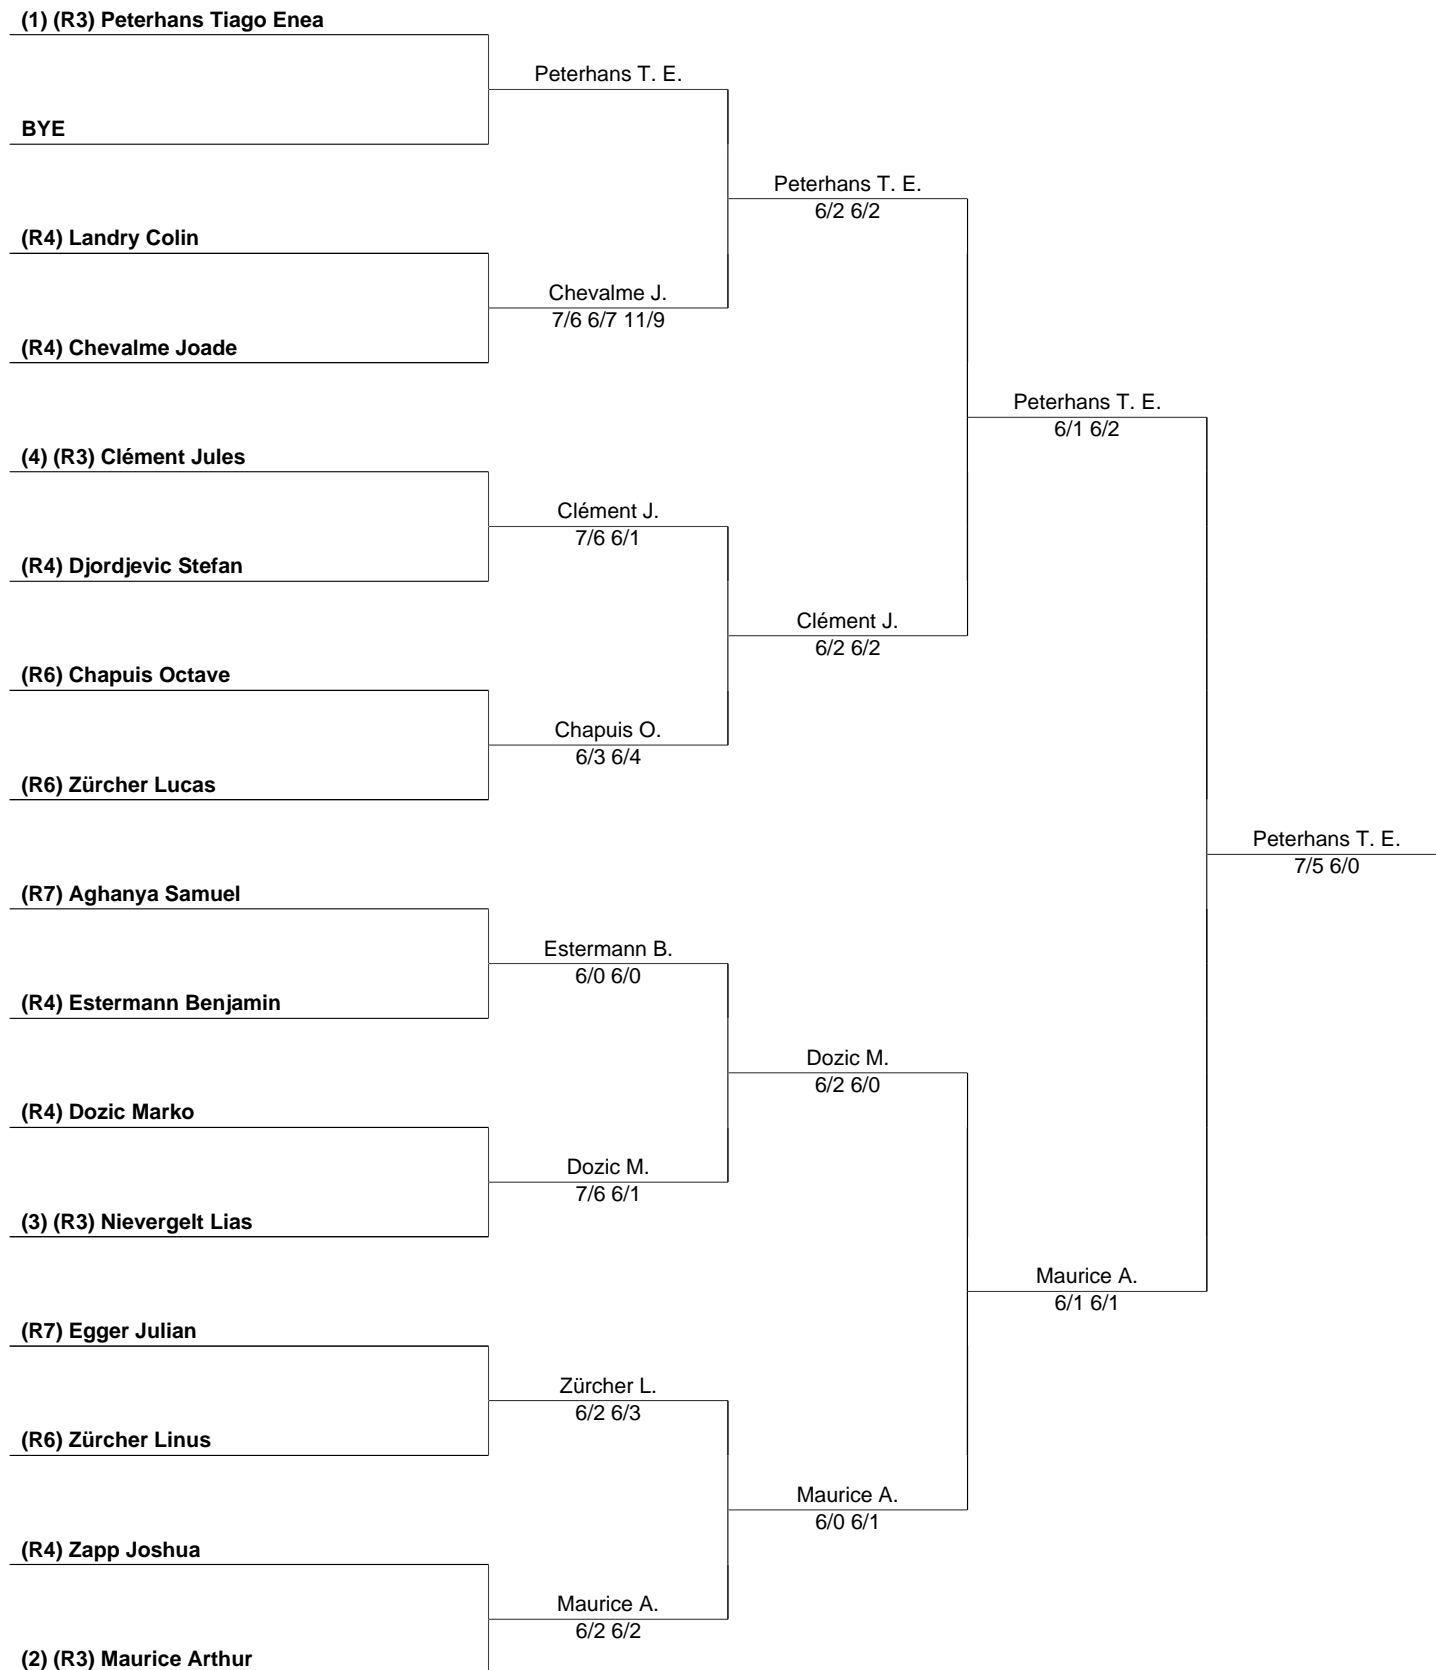 (1) (R3) Peterhans Tiago Enea
Peterhans T. E.
BYE
Peterhans T. E.
6/2 6/2
(R4) Landry Colin
Chevalme J.
7/6 6/7 11/9
(R4) Chevalme Joade
Peterhans T. E.
6/1 6/2
(4) (R3) Clément Jules
Clément J.
7/6 6/1
(R4) Djordjevic Stefan
Clément J.
6/2 6/2
(R6) Chapuis Octave
Chapuis O.
6/3 6/4
(R6) Zürcher Lucas
Peterhans T. E.
7/5 6/0
(R7) Aghanya Samuel
Estermann B.
6/0 6/0
(R4) Estermann Benjamin
Dozic M.
6/2 6/0
(R4) Dozic Marko
Dozic M.
7/6 6/1
(3) (R3) Nievergelt Lias
Maurice A.
6/1 6/1
(R7) Egger Julian
Zürcher L.
6/2 6/3
(R6) Zürcher Linus
Maurice A.
6/0 6/1
(R4) Zapp Joshua
Maurice A.
6/2 6/2
(2) (R3) Maurice Arthur